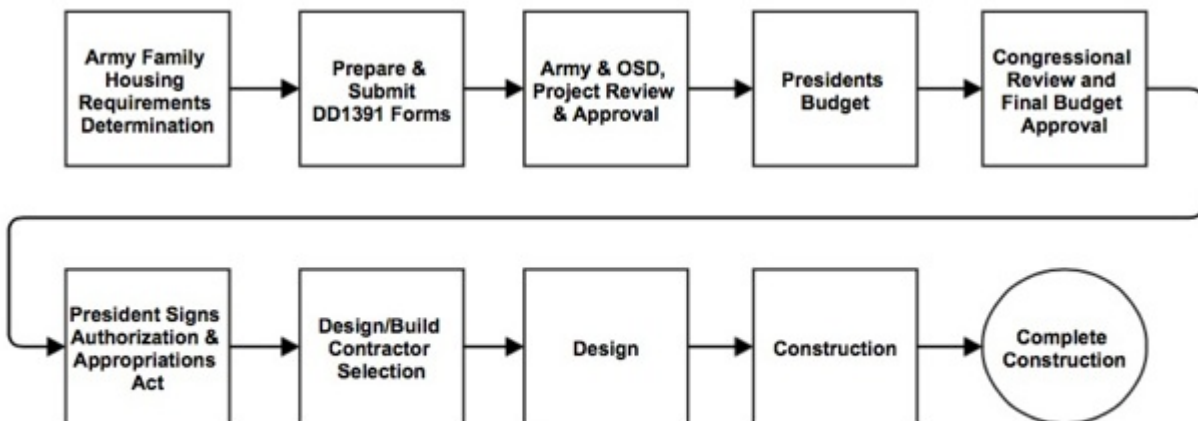 Army Family
Housing
Requirements
Determination
Prepare &
Submit
DD1391 Forms
Army & OSD,
Project Review
& Approval
Presidents
Budget
Congressional
Review and
Final Budget
Approval
President Signs
Authorization &
Appropriations
Act
Design/Build
Contractor
Selection
Design
Construction
Complete
Construction